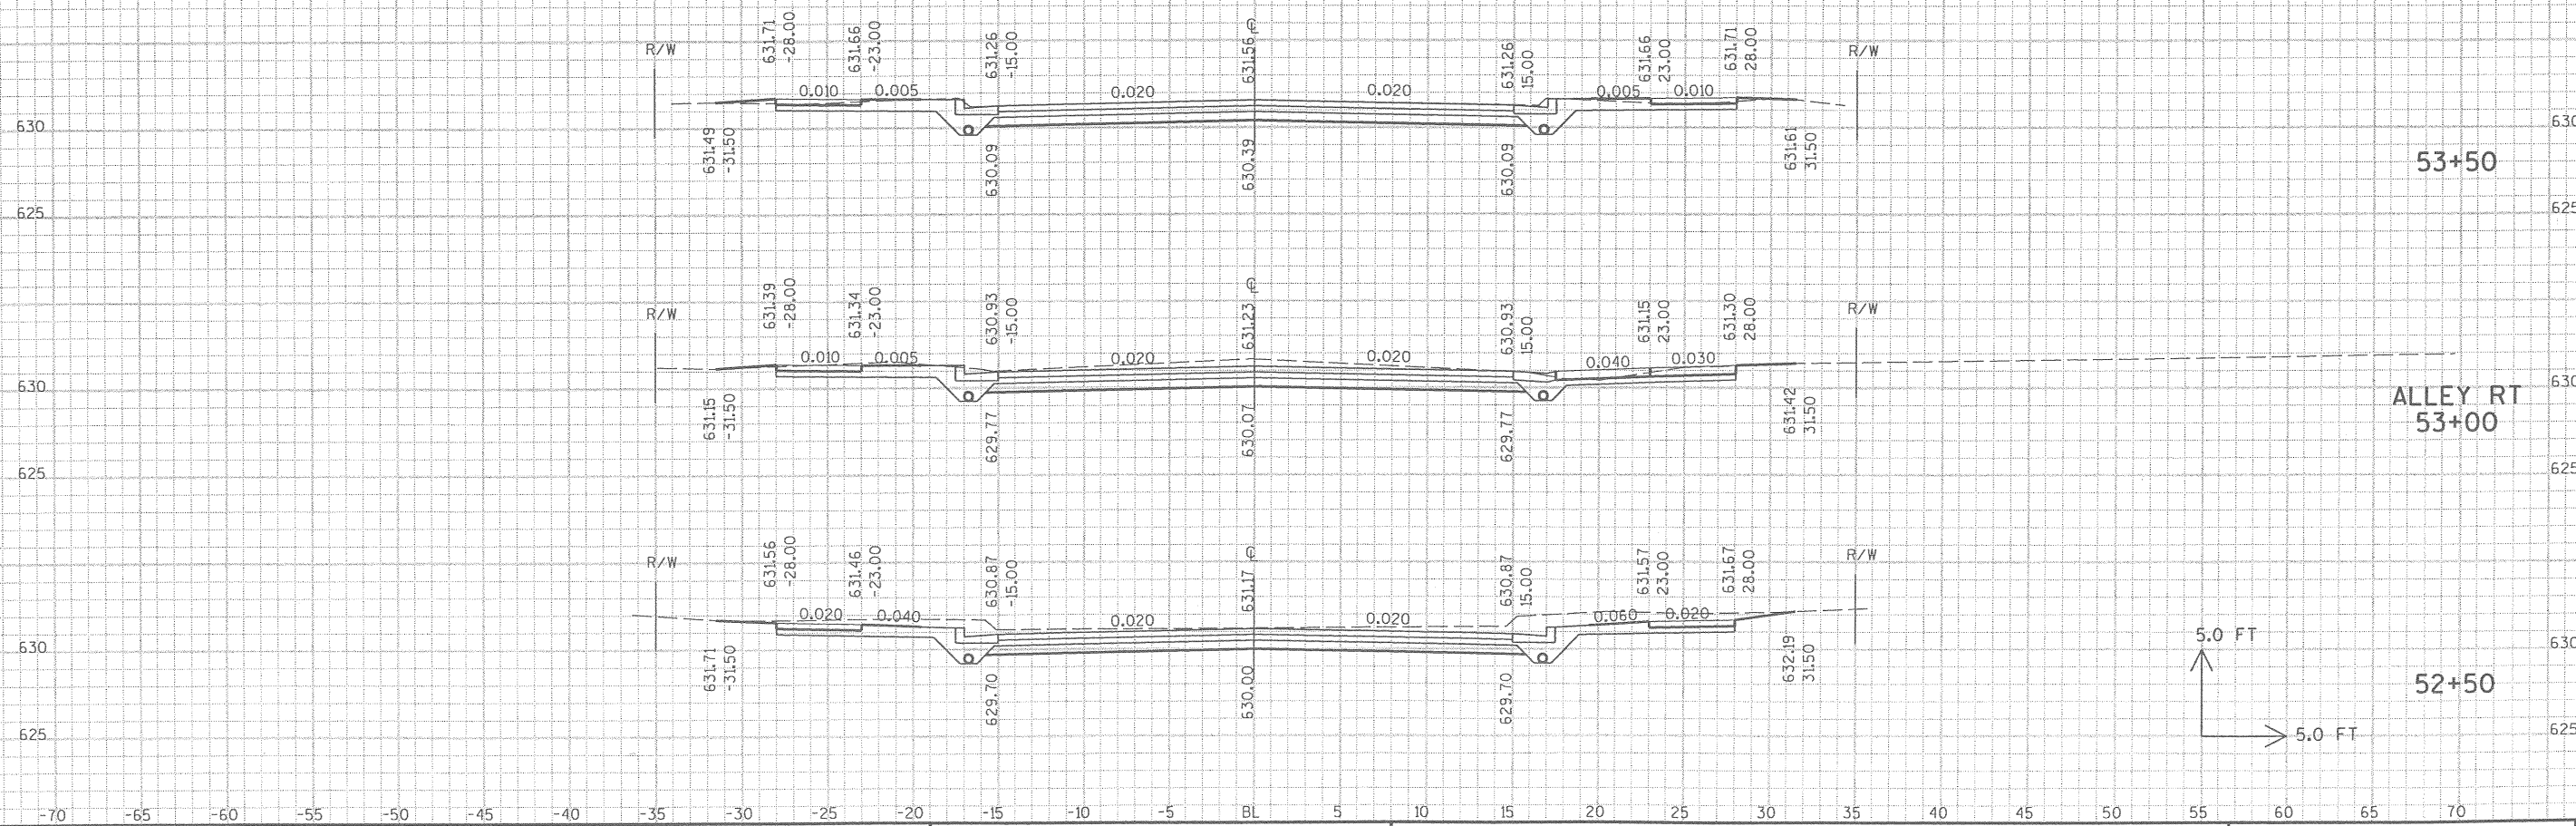 631.71 -28.00 631.66 -23.00 631.26 -15.00 ℄ 631.56 631.26 15.00 631.66 23.00 631.71 28.00
R/W R/W
0.010 0.005 0.020 0.020 0.005 0.010
630 630
631.49 -31.50 630.09 630.39 630.09 631.61 31.50
53+50
625 625
631.39 -28.00 631.34 -23.00 630.93 -15.00 ℄ 631.23 630.93 15.00 631.15 23.00 631.30 28.00
R/W R/W
0.010 0.005 0.020 0.020 0.040 0.030
630 630
ALLEY RT
53+00
631.15 -31.50 629.77 630.07 629.77 631.42 31.50
625 625
631.56 -28.00 631.46 -23.00 630.87 -15.00 ℄ 631.17 630.87 15.00 631.57 23.00 631.67 28.00
R/W R/W
0.020 0.040 0.020 0.020 0.060 0.020
5.0 FT
630 630
631.71 -31.50 629.70 630.00 629.70 632.19 31.50
52+50
625 5.0 FT 625
-70 -65 -60 -55 -50 -45 -40 -35 -30 -25 -20 -15 -10 -5 BL 5 10 15 20 25 30 35 40 45 50 55 60 65 70